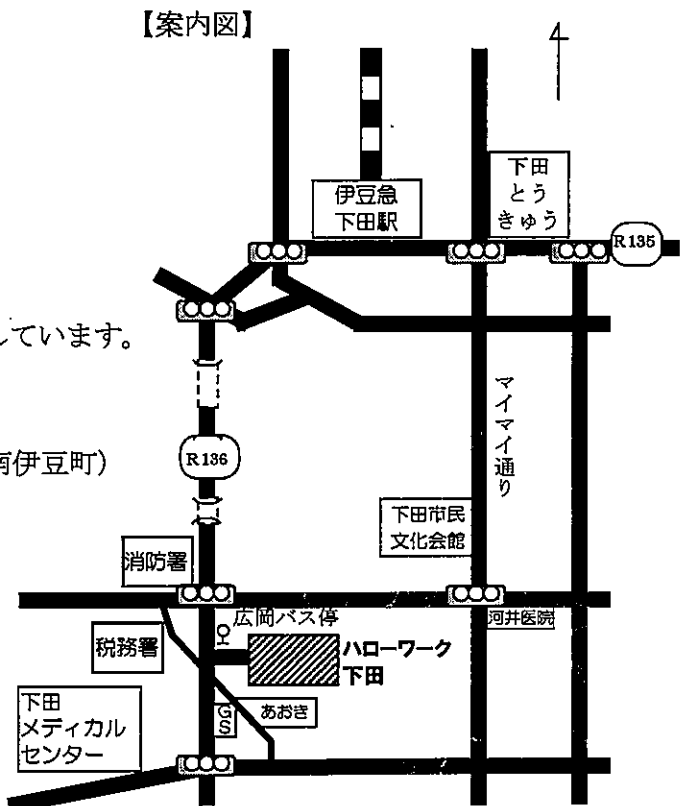 【案内図】
下田
とう
きゅう
伊豆急
下田駅
R135
しています。
マイマイ通り
南伊豆町）
R136
下田市民
文化会館
消防署
広岡バス停
河井医院
税務署
ハローワーク
下田
下田
メディカル
センター
GS
あおき